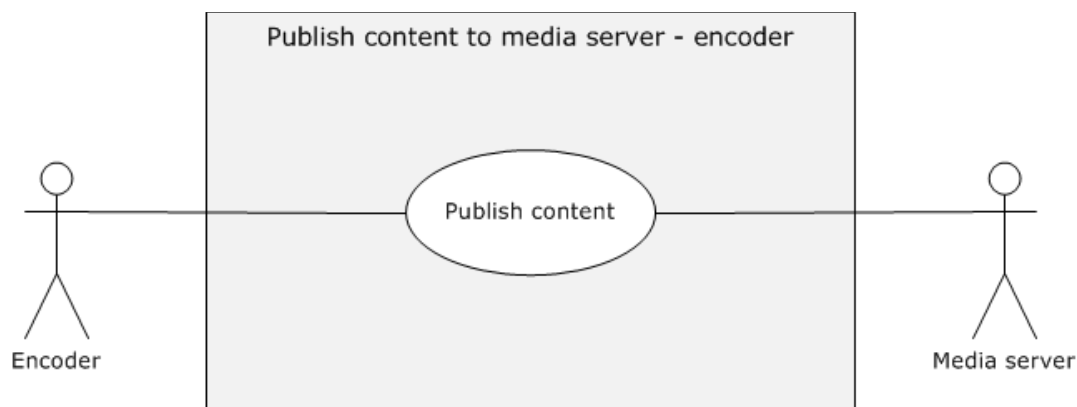 Publish content to media server - encoder
Publish content
Encoder
Media server